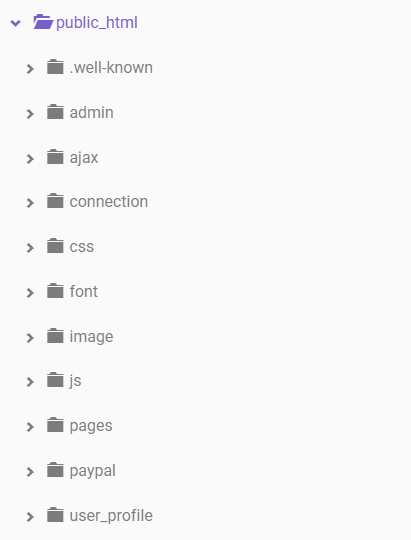 public_html
.well-known
admin
ajax
connection
css
font
image
js
pages
paypal
user_profile